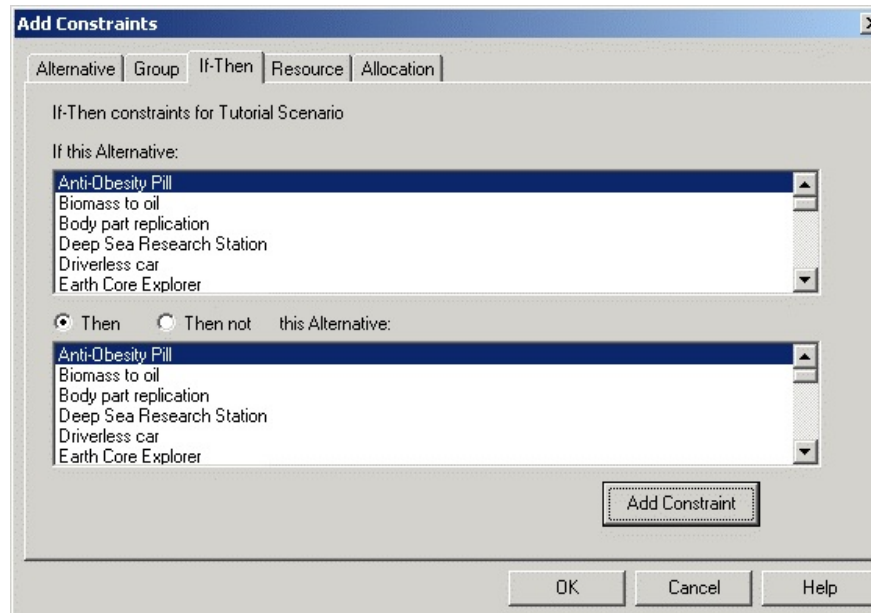 Add Constraints
Alternative Group If-Then Resource Allocation
If-Then constraints for Tutorial Scenario
If this Alternative:
Anti-Obesity Pill
Biomass to oil
Body part replication
Deep Sea Research Station
Driverless car
Earth Core Explorer
Then Then not this Alternative:
Anti-Obesity Pill
Biomass to oil
Body part replication
Deep Sea Research Station
Driverless car
Earth Core Explorer
Add Constraint
OK Cancel Help